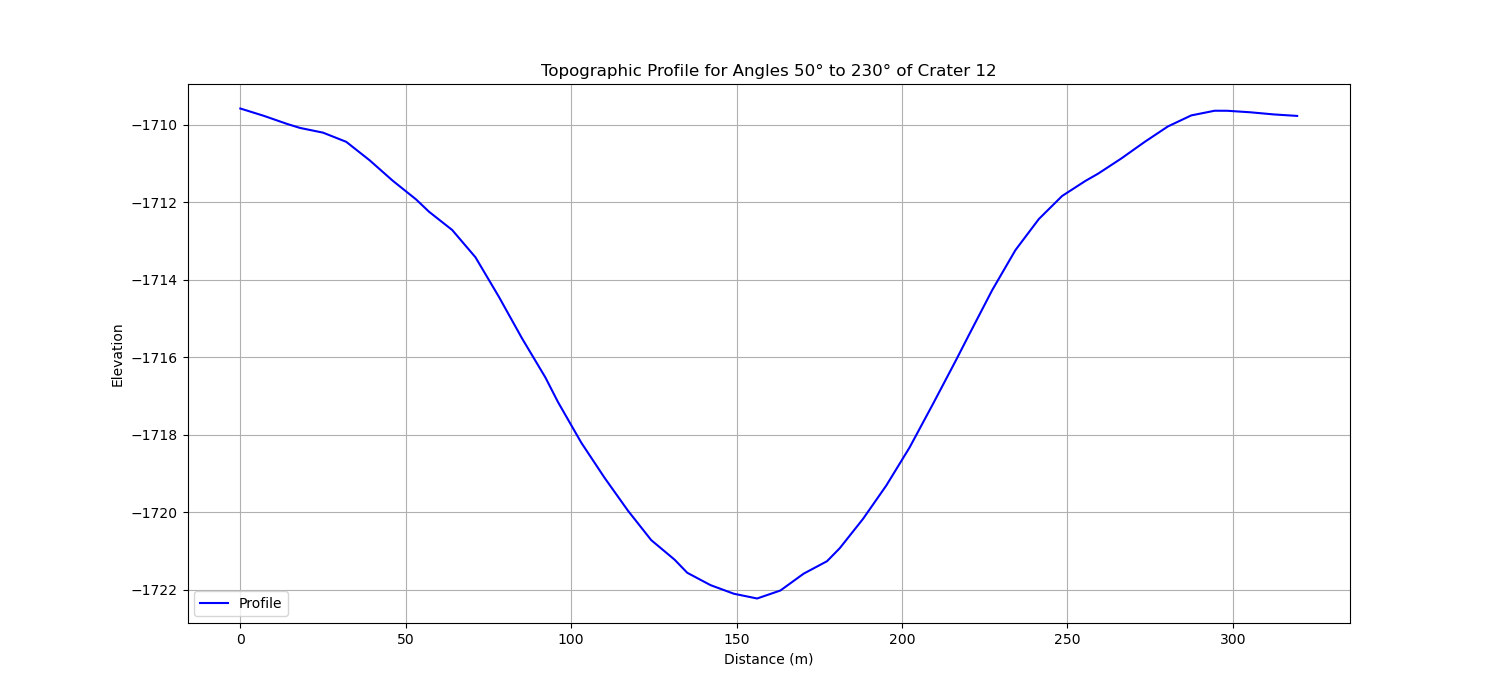 Topographic Profile for Angles 50° to 230° of Crater 12
−1710
−1712
−1714
−1716
−1718
−1720
−1722
Elevation
Profile
0 50 100 150 200 250 300
Distance (m)